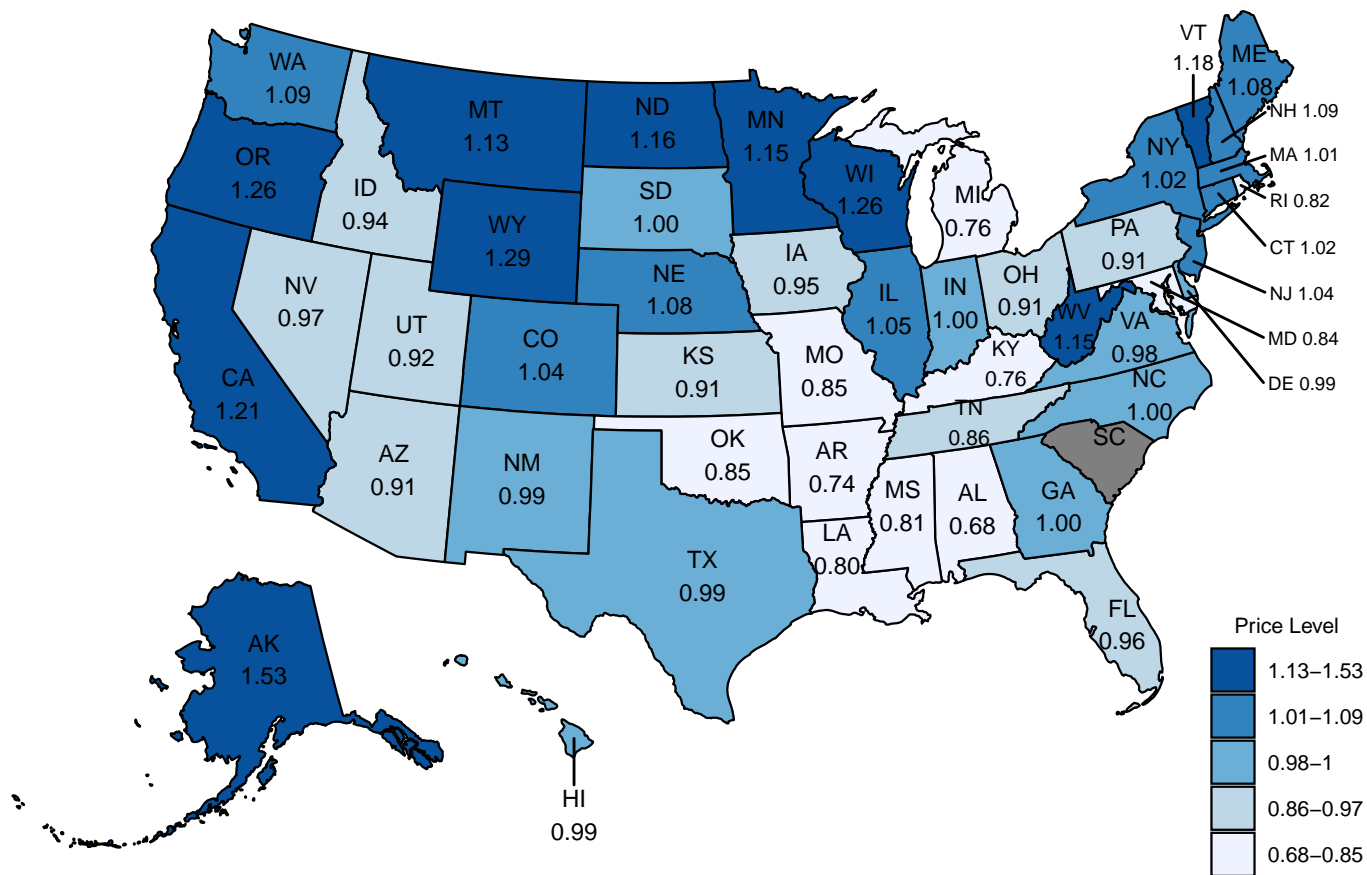 WA
1.09
OR
1.26
CA
1.21
ID
0.94
NV
0.97
MT
1.13
WY
1.29
UT
0.92
AZ
0.91
CO
1.04
NM
0.99
ND
1.16
SD
1.00
NE
1.08
KS
0.91
OK
0.85
TX
0.99
MN
1.15
IA
0.95
MO
0.85
AR
0.74
LA
0.80
WI
1.26
IL
1.05
MI
0.76
IN
1.00
OH
0.91
KY
0.76
TN
0.86
MS
0.81
AL
0.68
GA
1.00
FL
0.96
SC
NC
1.00
VA
0.98
WV
1.15
PA
0.91
NY
1.02
VT
1.18
ME
1.08
NH 1.09
MA 1.01
RI 0.82
CT 1.02
NJ 1.04
MD 0.84
DE 0.99
AK
1.53
HI
0.99
Price Level
1.13–1.53
1.01–1.09
0.98–1
0.86–0.97
0.68–0.85